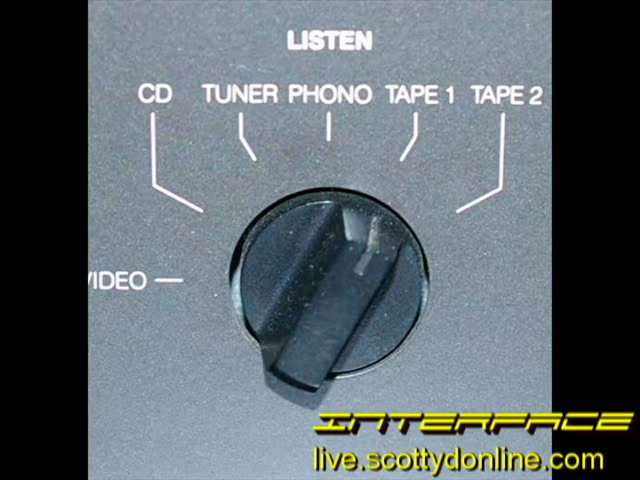 LISTEN
CD TUNER PHONO TAPE 1 TAPE 2
VIDEO
INTERFACE
live.scottydonline.com